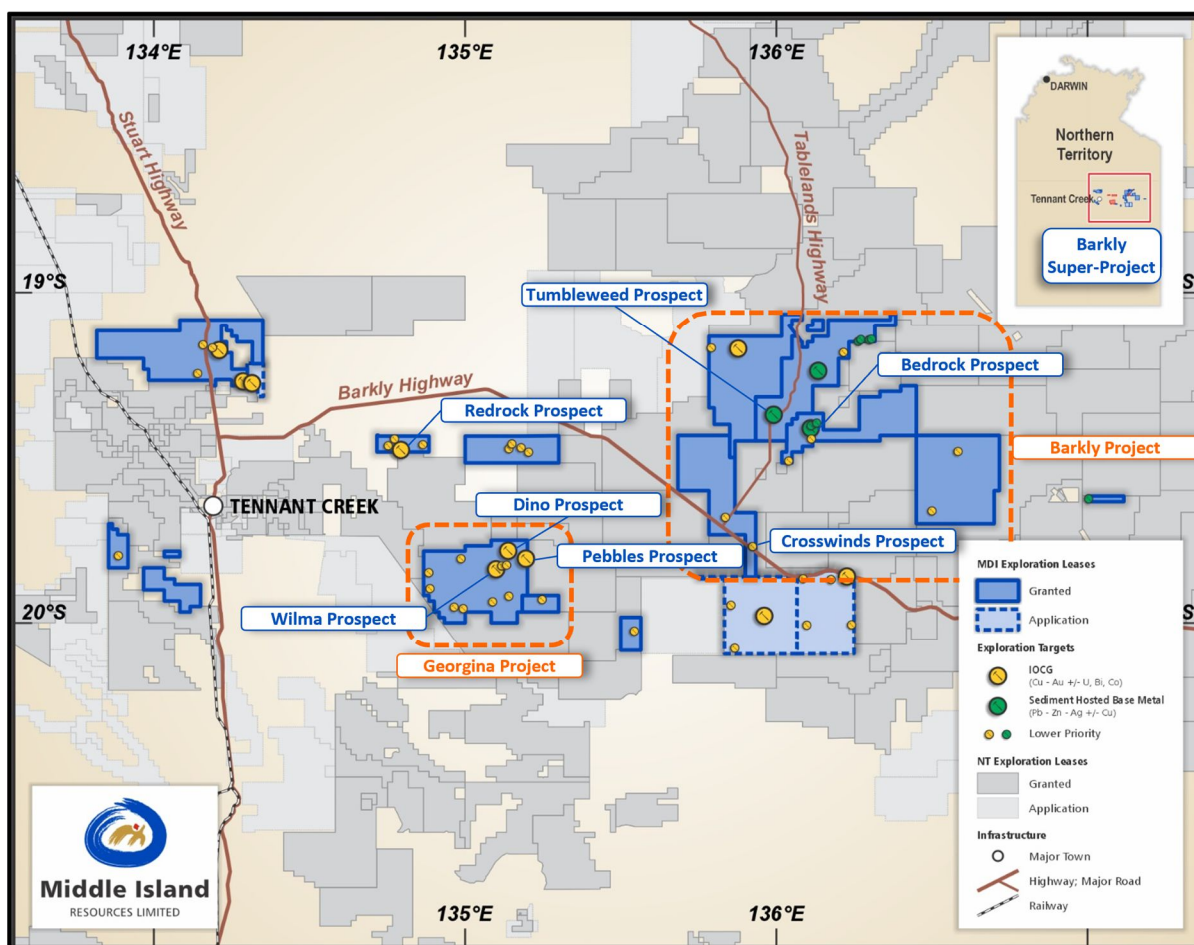 134°E
135°E
136°E
DARWIN
Northern
Territory
Tennant Creek
Barkly
Super-Project
Stuart Highway
Tablelands Highway
19°S
S
Tumbleweed Prospect
Bedrock Prospect
Barkly Highway
Redrock Prospect
Barkly Project
TENNANT CREEK
Dino Prospect
Crosswinds Prospect
Pebbles Prospect
Wilma Prospect
20°S
S
Georgina Project
MDI Exploration Leases
Granted
Application
Exploration Targets
IOCG
(Cu - Au +/- U, Bi, Co)
Sediment Hosted Base Metal
(Pb - Zn - Ag +/- Cu)
Lower Priority
NT Exploration Leases
Granted
Application
Infrastructure
Major Town
Highway; Major Road
Railway
Middle Island
RESOURCES LIMITED
135°E
136°E